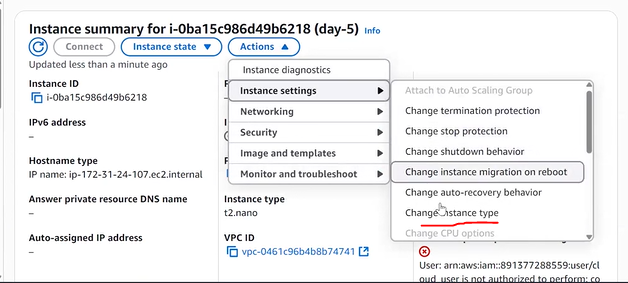 Instance summary for i-0ba15c986d49b6218 (day-5) Info
Connect Instance state Actions
Updated less than a minute ago
Instance diagnostics
Instance settings
Networking
Security
Image and templates
Monitor and troubleshoot
Attach to Auto Scaling Group
Change termination protection
Change stop protection
Change shutdown behavior
Change instance migration on reboot
Change auto-recovery behavior
Change instance type
Change CPU options
Instance ID
i-0ba15c986d49b6218
IPv6 address
–
Hostname type
IP name: ip-172-31-24-107.ec2.internal
Answer private resource DNS name
–
Instance type
t2.nano
Auto-assigned IP address
–
VPC ID
vpc-0461c96b4b8b74741
User: arn:aws:iam::891377288559:user/cl
oud_user is not authorized to perform: co